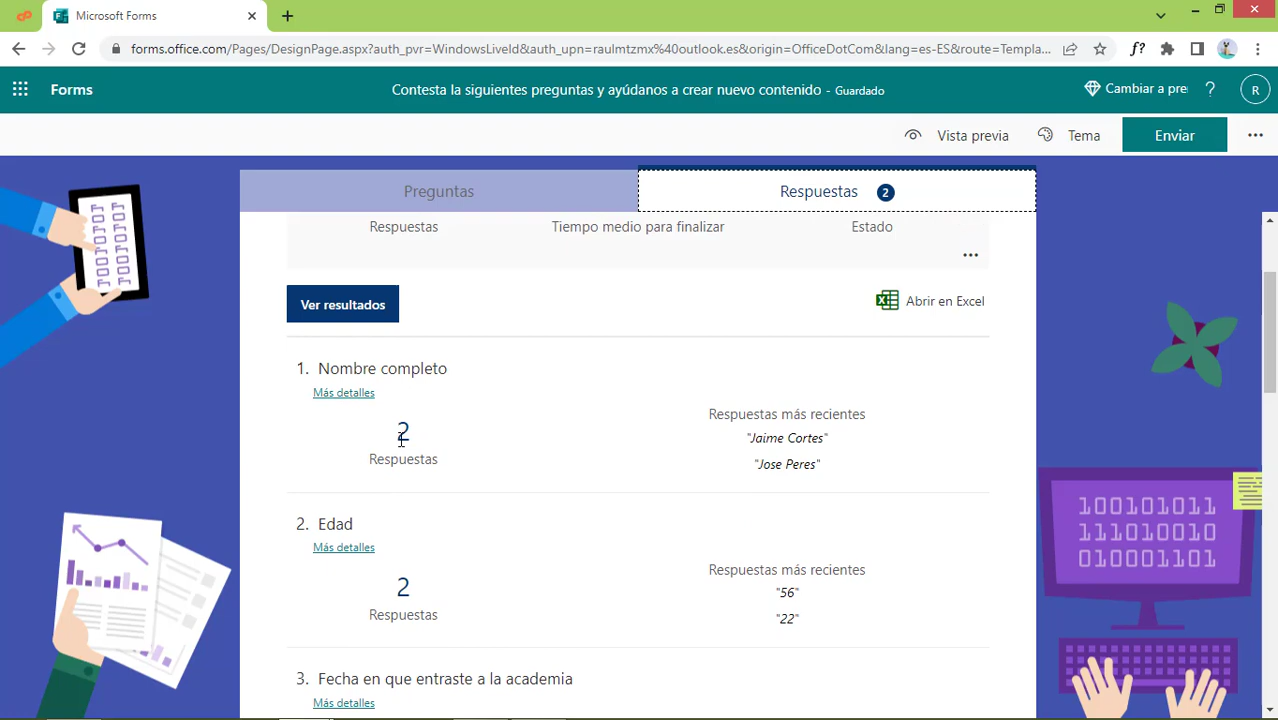 Microsoft Forms
forms.office.com/Pages/DesignPage.aspx?auth_pvr=WindowsLiveId&auth_upn=raulmtzmx%40outlook.es&origin=OfficeDotCom&lang=es-ES&route=Templa...
f?
Forms
Contesta la siguientes preguntas y ayúdanos a crear nuevo contenido - Guardado
Cambiar a pre
?
R
Vista previa
Tema
Enviar
Preguntas
Respuestas 2
Respuestas
Tiempo medio para finalizar
Estado
Ver resultados
Abrir en Excel
1. Nombre completo
Más detalles
2
Respuestas
Respuestas más recientes
"Jaime Cortes"
"Jose Peres"
2. Edad
Más detalles
2
Respuestas
Respuestas más recientes
"56"
"22"
3. Fecha en que entraste a la academia
Más detalles
100101011
111010010
010001101